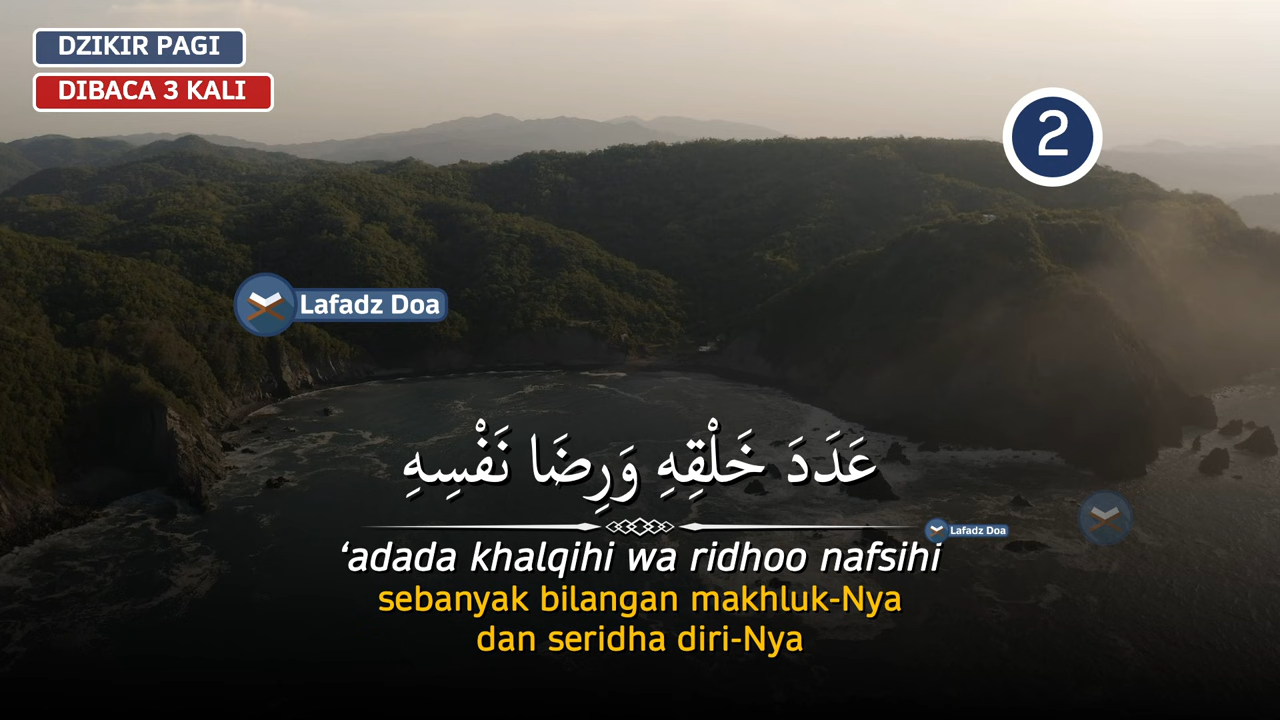 DZIKIR PAGI
DIBACA 3 KALI
2
Lafadz Doa
عَدَدَ خَلْقِهِ وَرِضَا نَفْسِهِ
Lafadz Doa
‘adada khalqihi wa ridhoo nafsihi
sebanyak bilangan makhluk-Nya
dan seridha diri-Nya